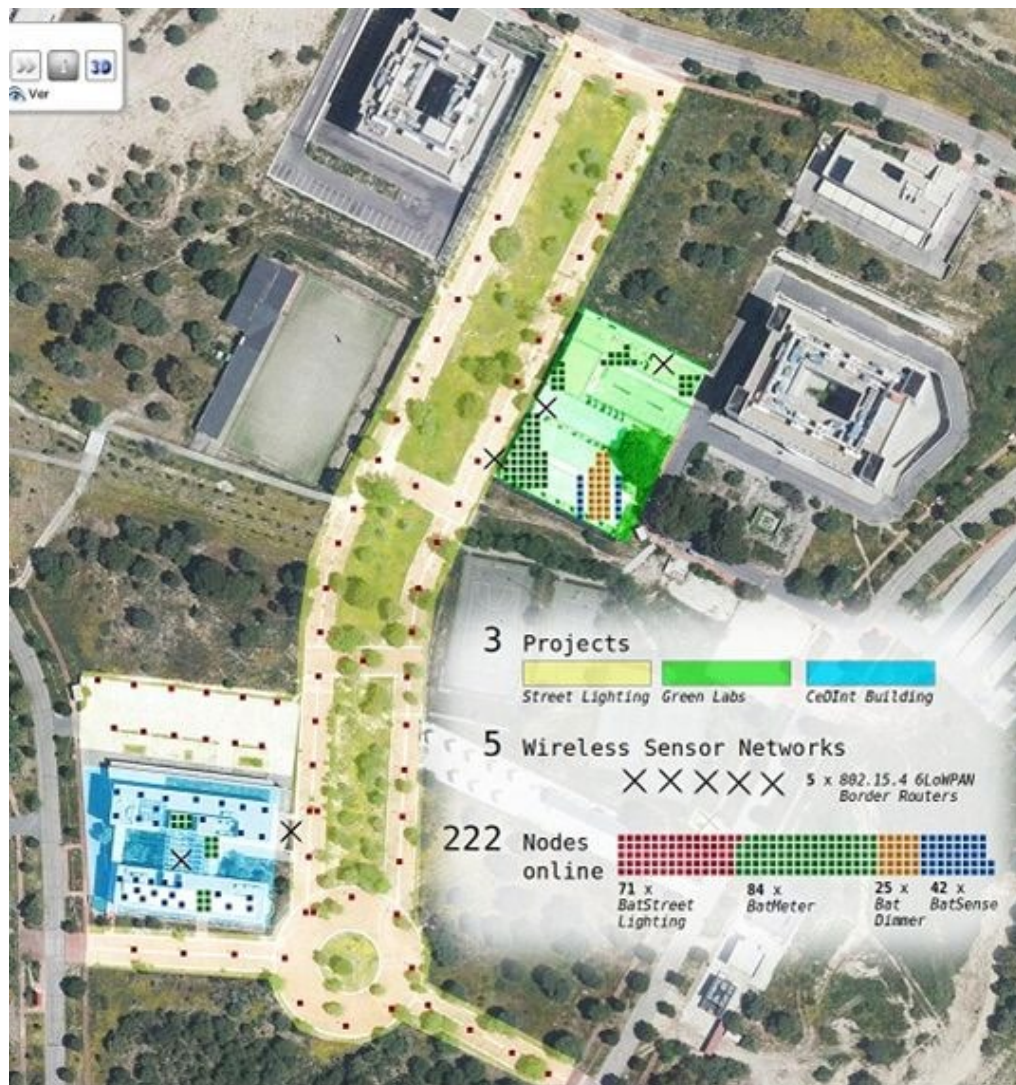 3D
Ver
3 Projects
Street Lighting Green Labs CeDInt Building
5 Wireless Sensor Networks
5 x 802.15.4 6LoWPAN
Border Routers
222 Nodes
online
71 x 84 x 25 x 42 x
BatStreet BatMeter Bat BatSense
Lighting Dimmer